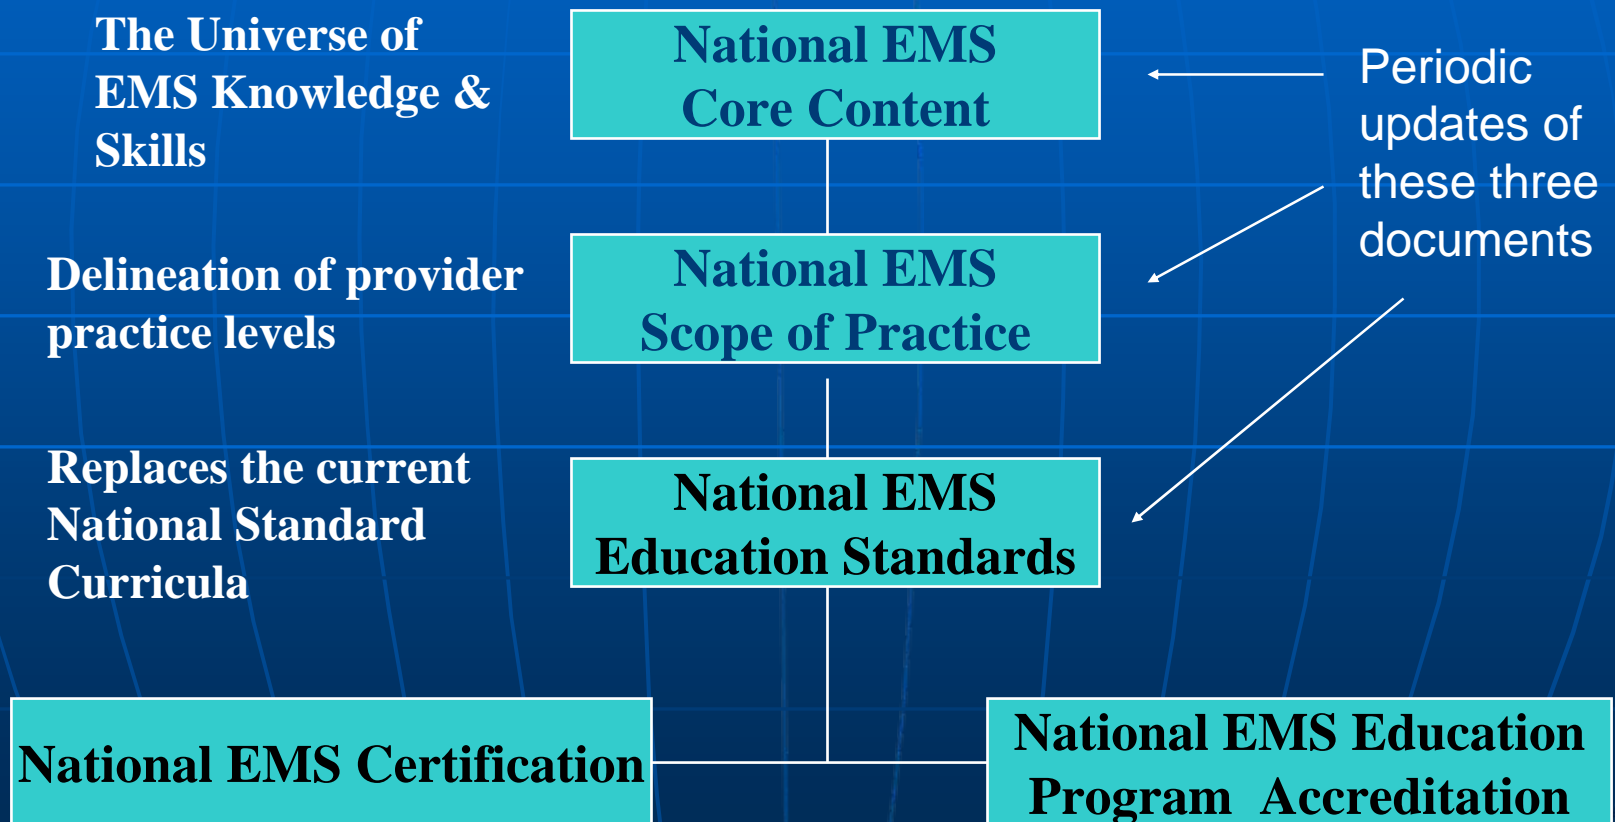 The Universe of
EMS Knowledge &
Skills
National EMS
Core Content
Periodic
updates of
these three
documents
Delineation of provider
practice levels
National EMS
Scope of Practice
Replaces the current
National Standard
Curricula
National EMS
Education Standards
National EMS Certification
National EMS Education
Program Accreditation